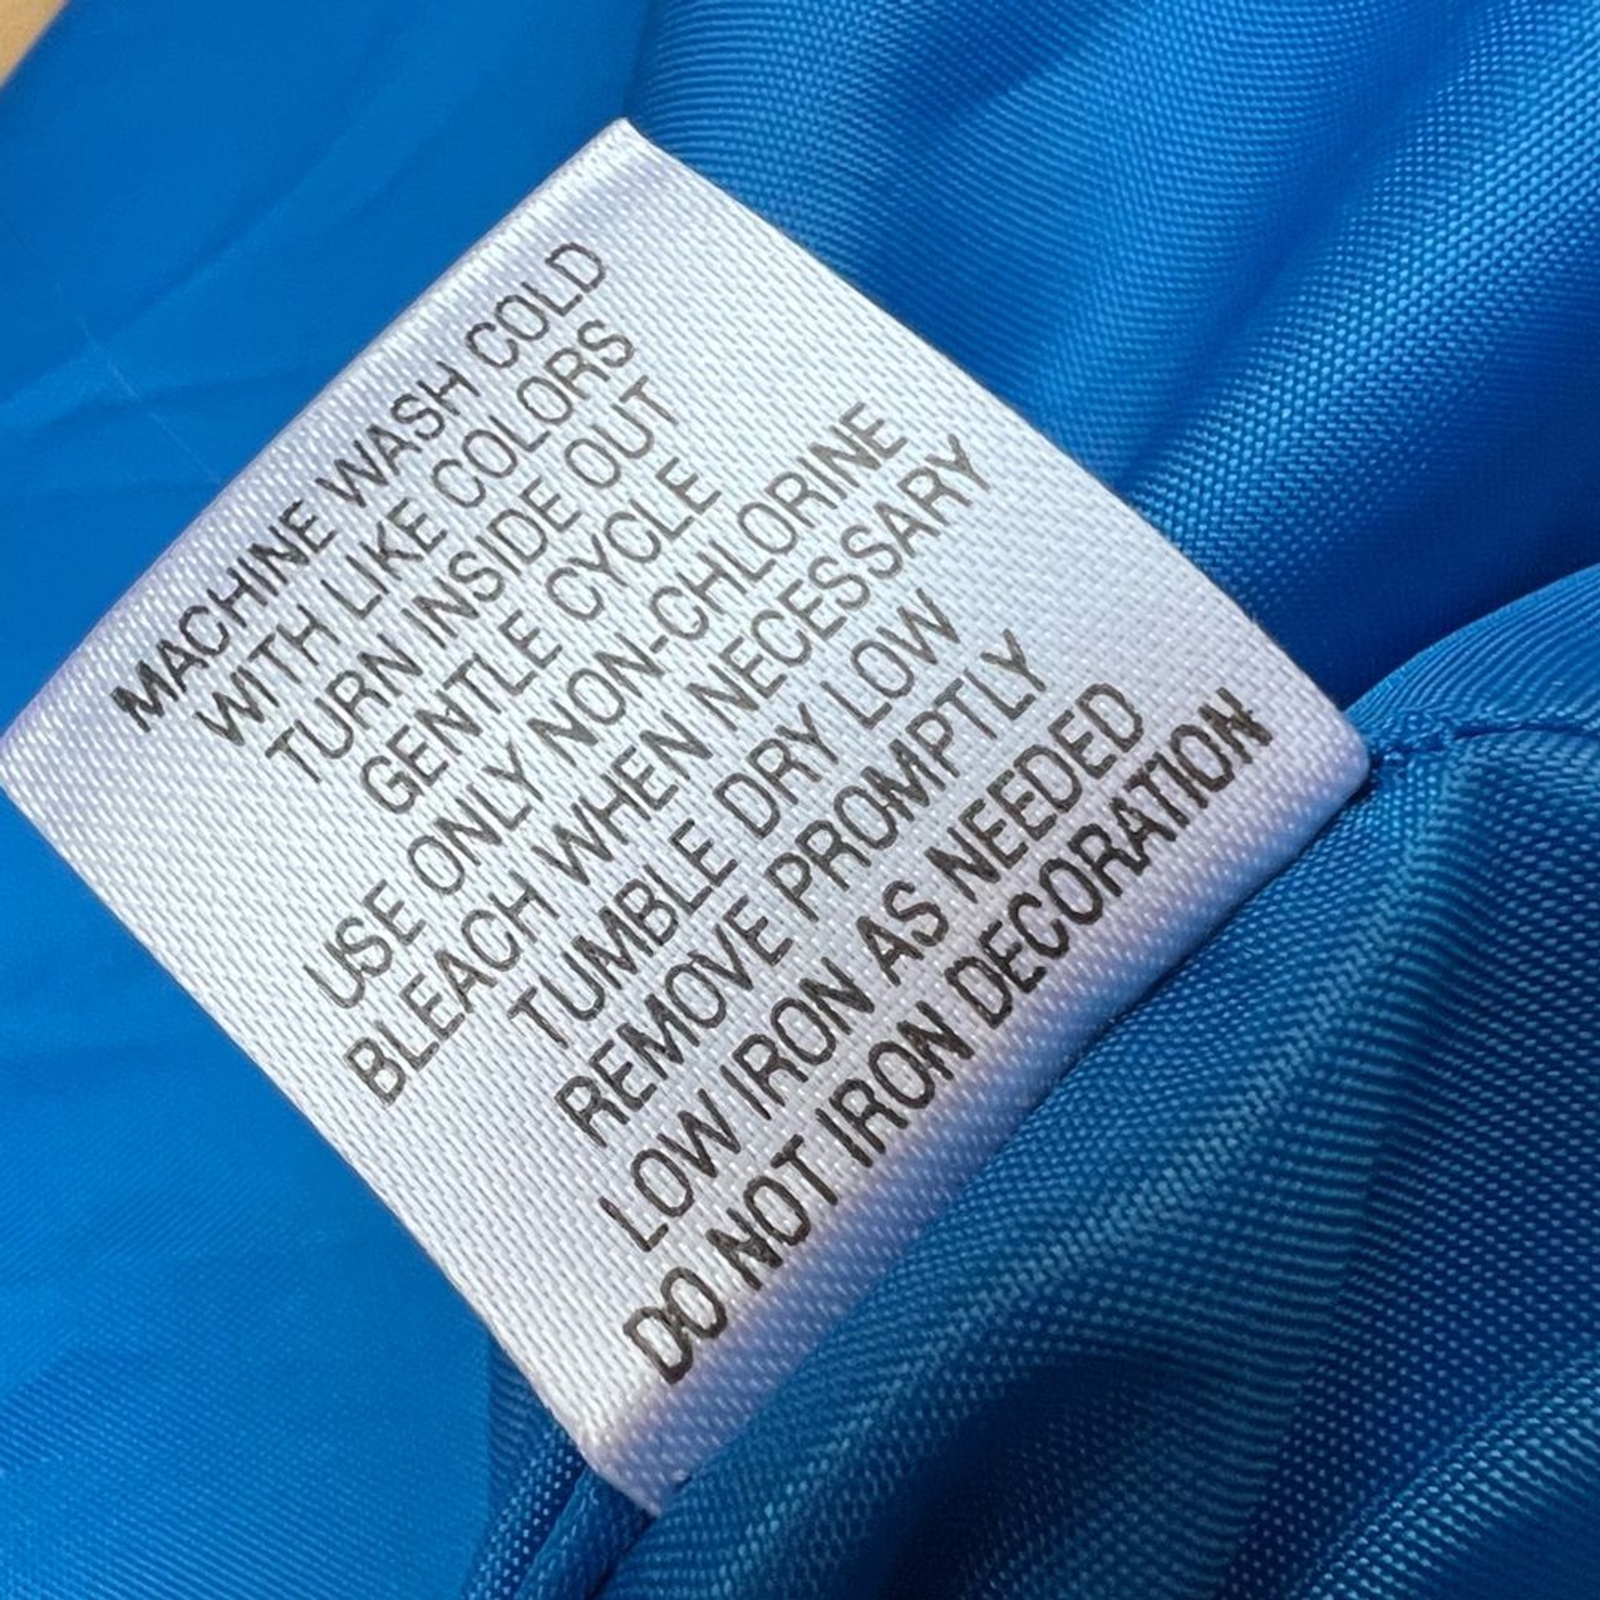 MACHINE WASH COLD
WITH LIKE COLORS
TURN INSIDE OUT
GENTLE CYCLE
USE ONLY NON-CHLORINE
BLEACH WHEN NECESSARY
TUMBLE DRY LOW
REMOVE PROMPTLY
LOW IRON AS NEEDED
DO NOT IRON DECORATION